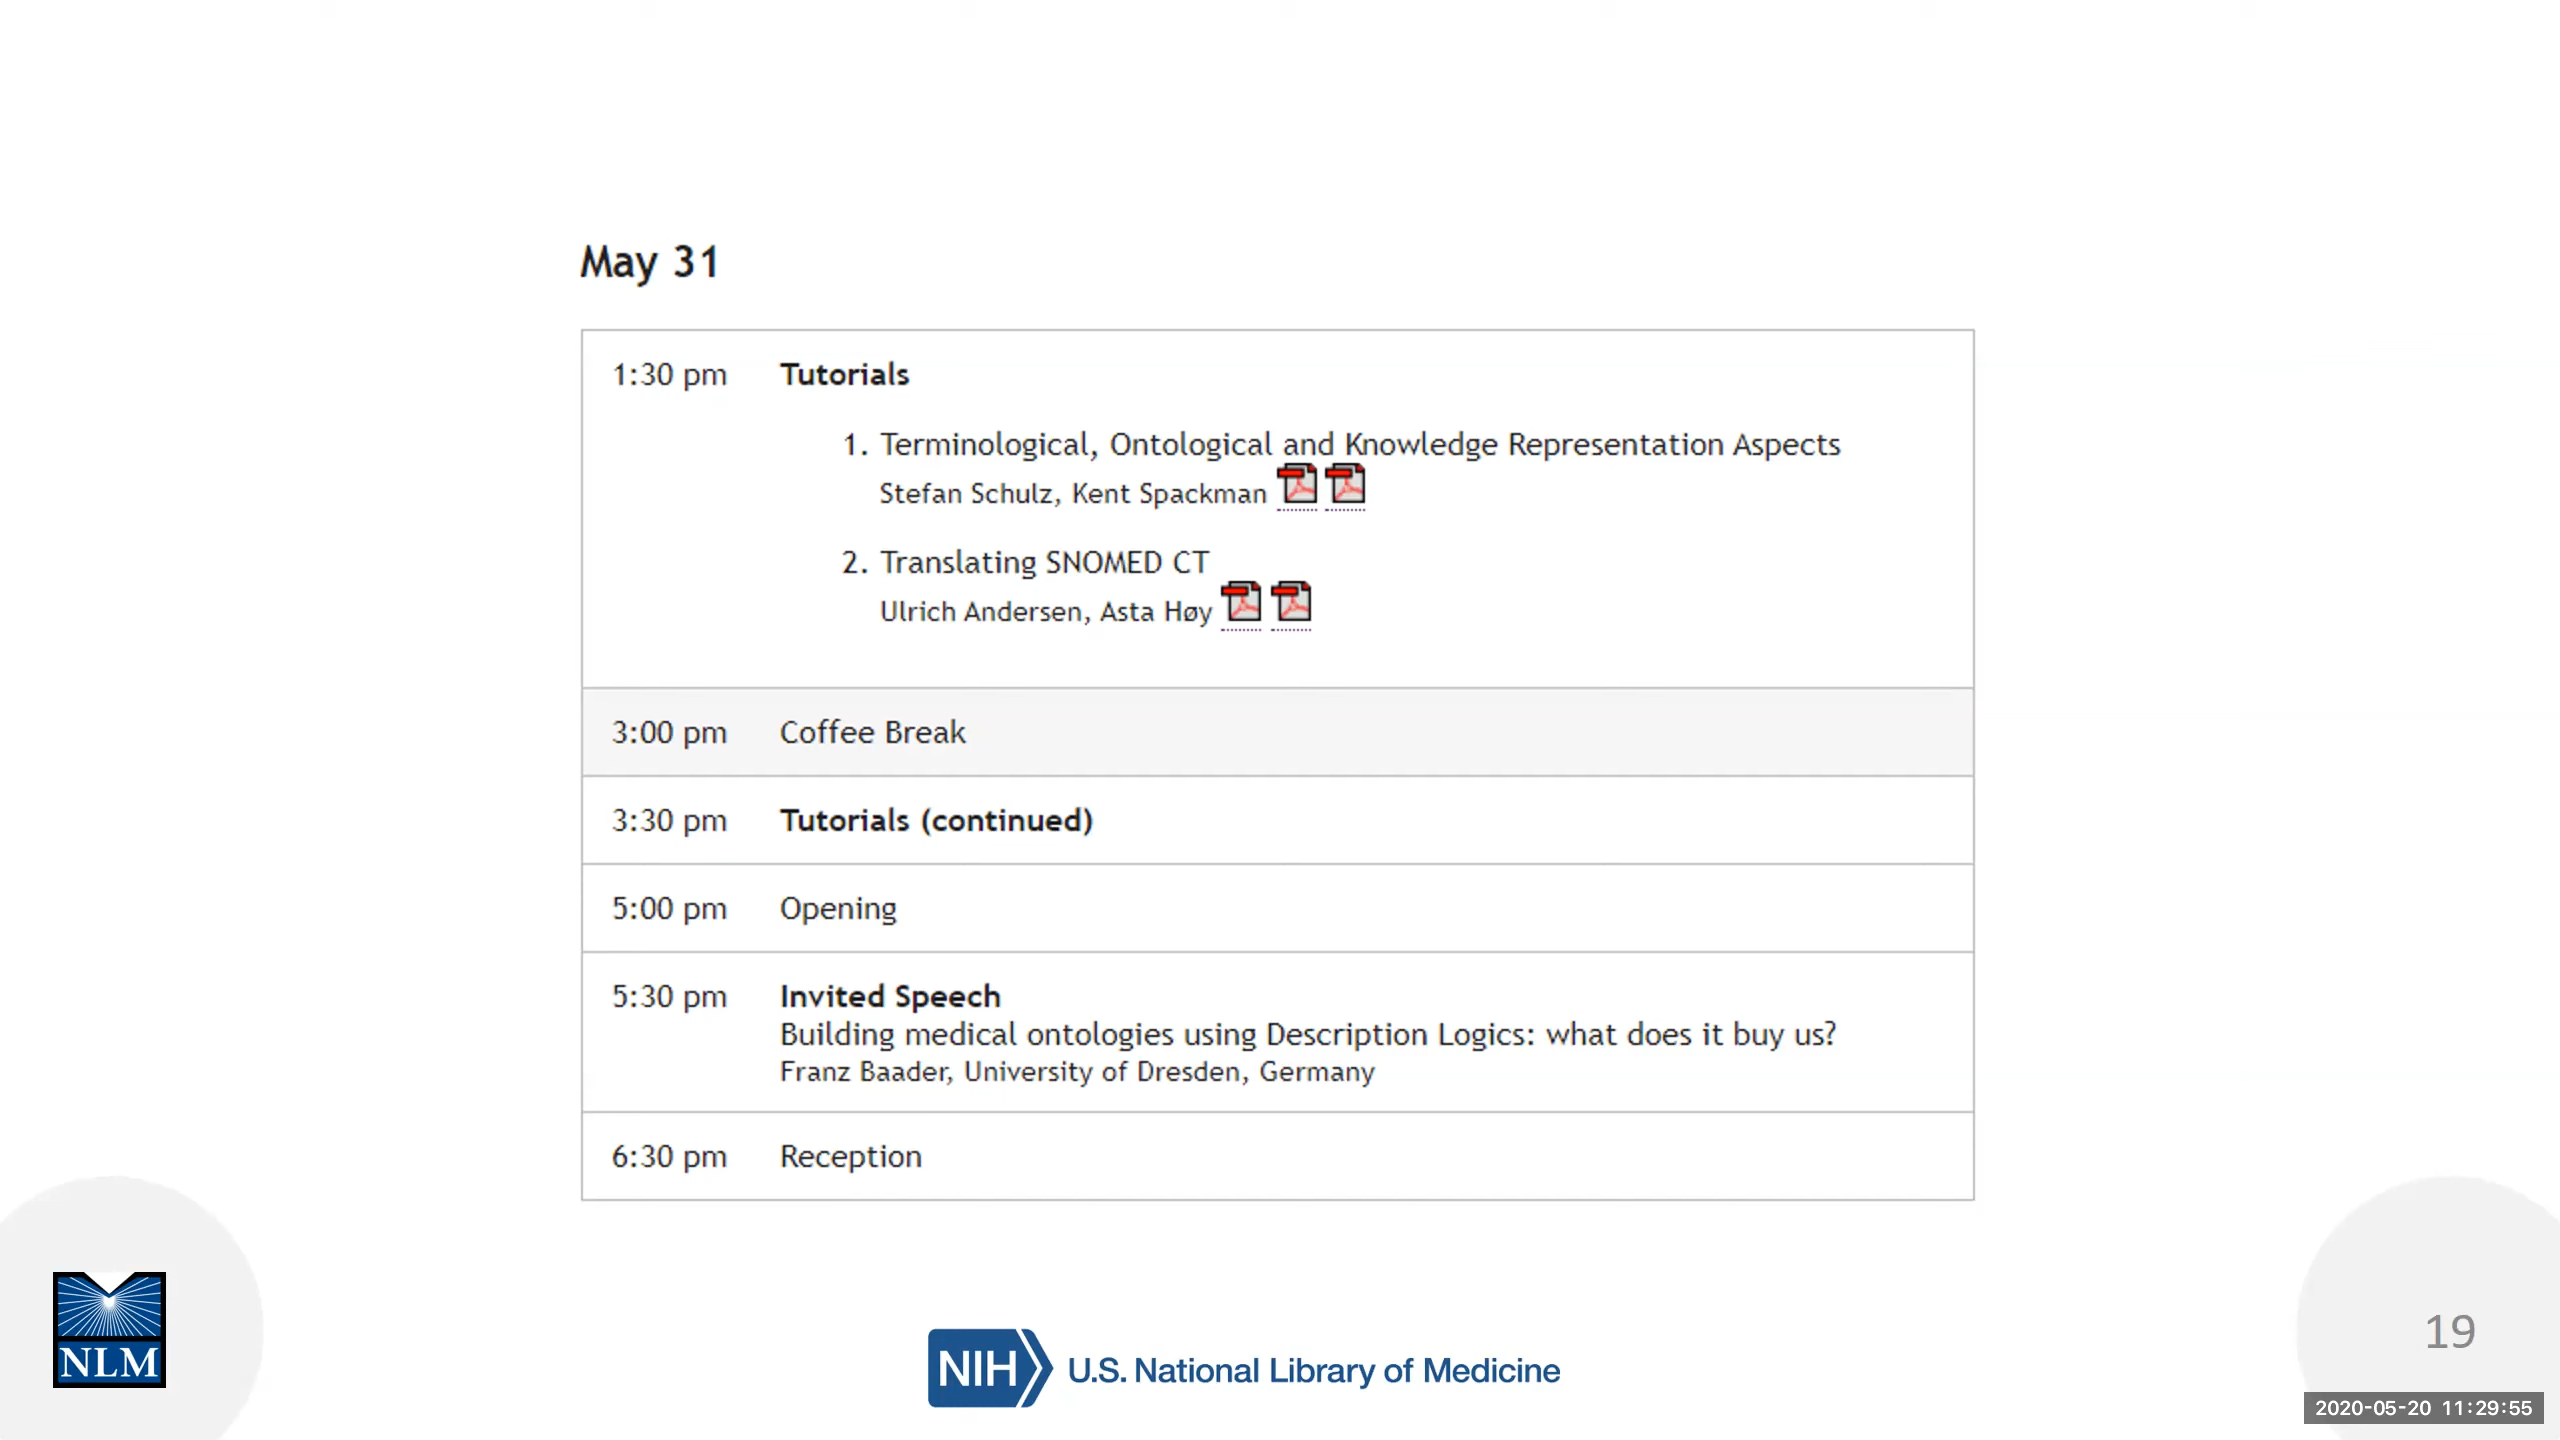 May 31
1:30 pm Tutorials
1. Terminological, Ontological and Knowledge Representation Aspects
Stefan Schulz, Kent Spackman
2. Translating SNOMED CT
Ulrich Andersen, Asta Høy
3:00 pm Coffee Break
3:30 pm Tutorials (continued)
5:00 pm Opening
5:30 pm Invited Speech
Building medical ontologies using Description Logics: what does it buy us?
Franz Baader, University of Dresden, Germany
6:30 pm Reception
NLM
NIH U.S. National Library of Medicine
19
2020-05-20 11:29:55